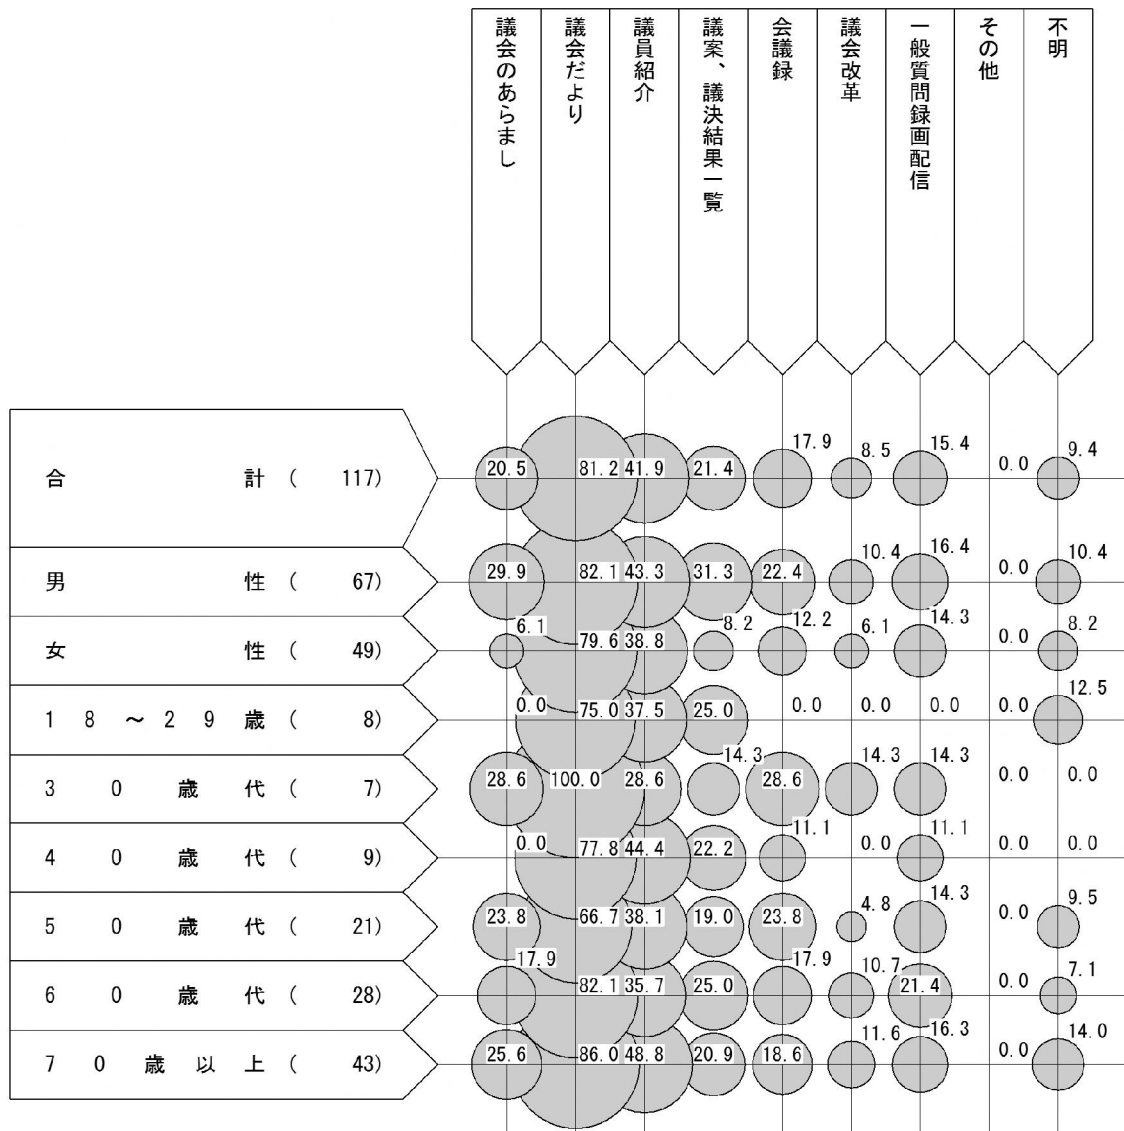 議会のあらまし
議会だより
議員紹介
議案、議決結果一覧
会議録
議会改革
一般質問録画配信
その他
不明
合計（ 117) 20.5 81.2 41.9 21.4 17.9 8.5 15.4 0.0 9.4
男性（ 67) 29.9 82.1 43.3 31.3 22.4 10.4 16.4 0.0 10.4
女性（ 49) 6.1 79.6 38.8 8.2 12.2 6.1 14.3 0.0 8.2
18～29歳（ 8) 0.0 75.0 37.5 25.0 0.0 0.0 0.0 0.0 12.5
30歳代（ 7) 28.6 100.0 28.6 14.3 28.6 14.3 14.3 0.0 0.0
40歳代（ 9) 0.0 77.8 44.4 22.2 11.1 0.0 11.1 0.0 0.0
50歳代（ 21) 23.8 66.7 38.1 19.0 23.8 4.8 14.3 0.0 9.5
60歳代（ 28) 17.9 82.1 35.7 25.0 17.9 10.7 21.4 0.0 7.1
70歳以上（ 43) 25.6 86.0 48.8 20.9 18.6 11.6 16.3 0.0 14.0